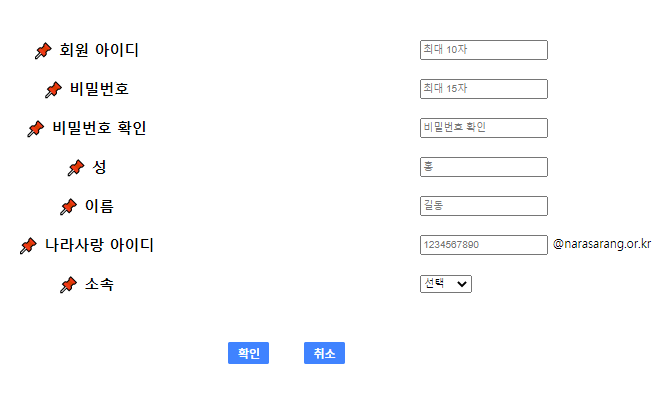 회원 아이디 최대 10자
비밀번호 최대 15자
비밀번호 확인 비밀번호 확인
성 홍
이름 길동
나라사랑 아이디 1234567890 @narasarang.or.kr
소속 선택
확인 취소